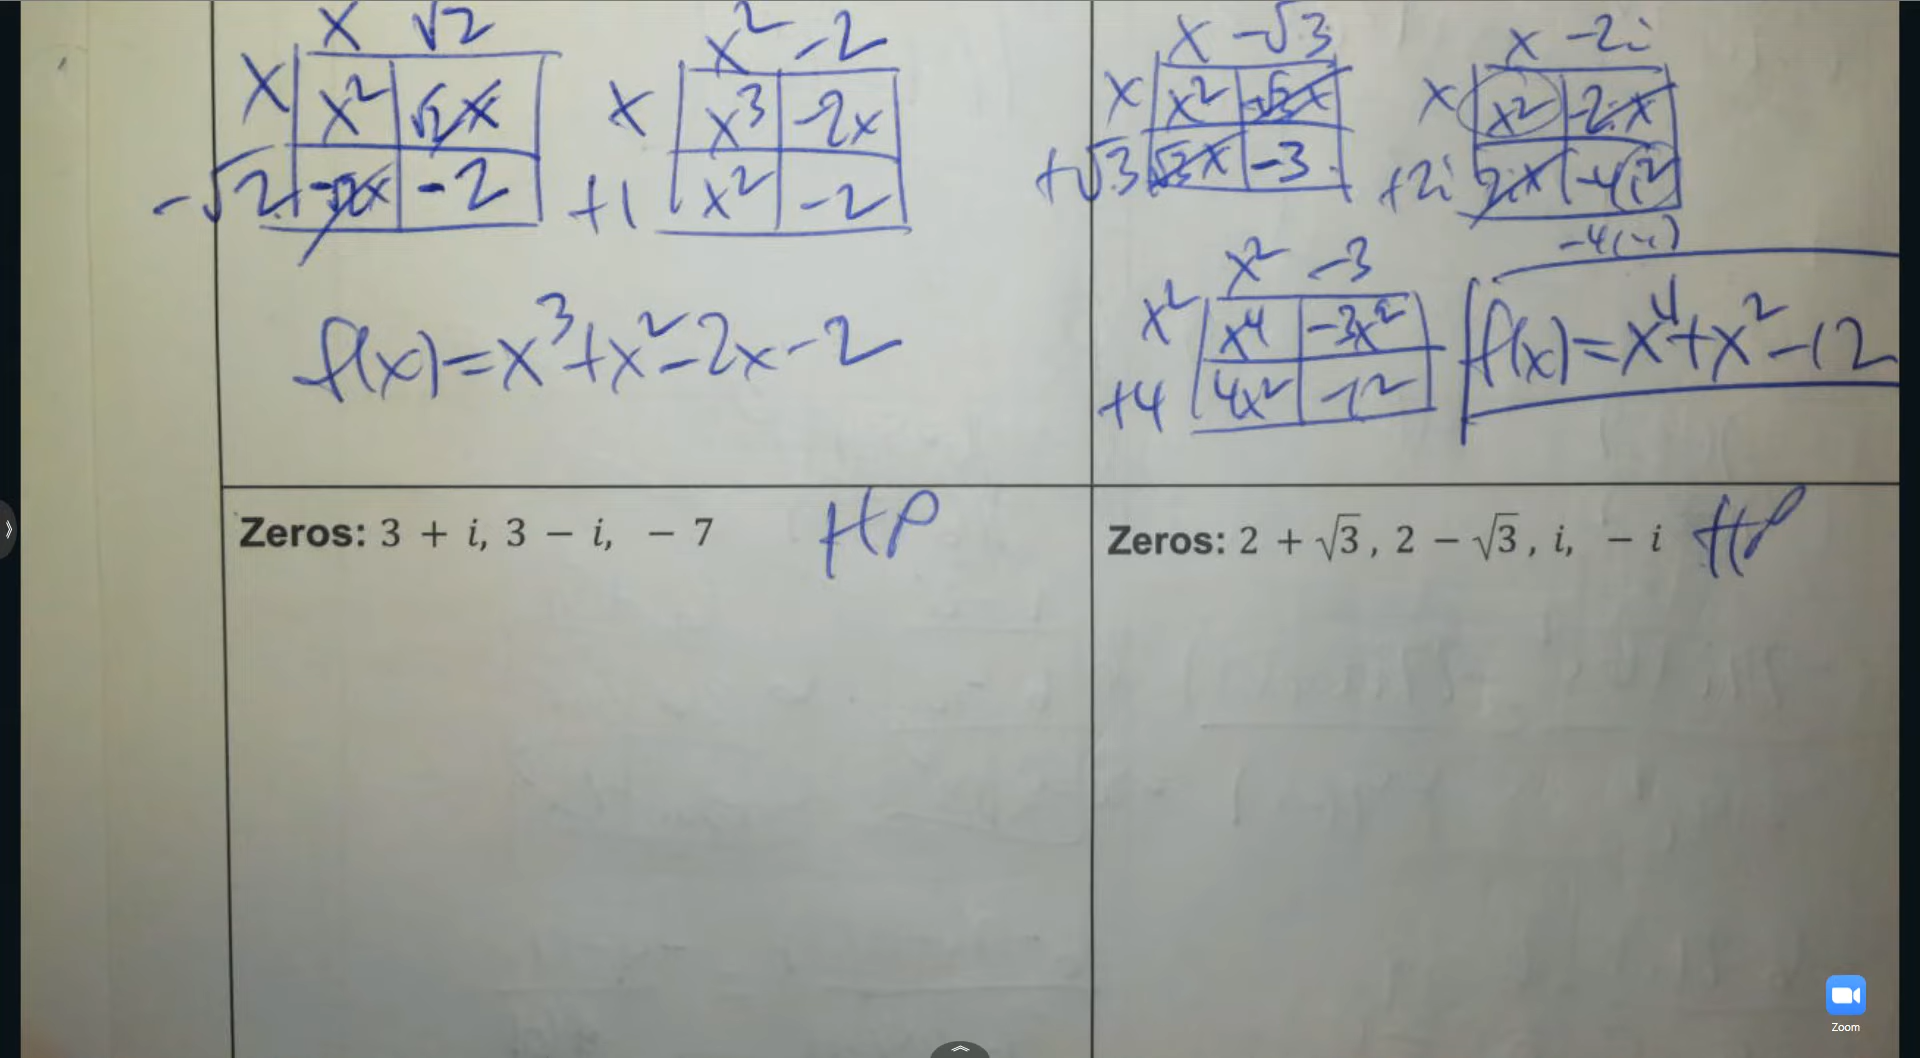 x √2
x x² √2x
-√2 -√2x -2
x² -2
x x³ -2x
+1 x² -2
f(x)=x³+x²-2x-2
x -√3
x x² -√3x
+√3 √3x -3
x -2i
x x² -2ix
+2i 2ix -4i²
-4(-1)
x² -3
x² x⁴ -3x²
+4 4x² -12
f(x)=x⁴+x²-12
Zeros: 3 + i, 3 − i, − 7 HP
Zeros: 2 + √3, 2 − √3, i, − i HP
Zoom